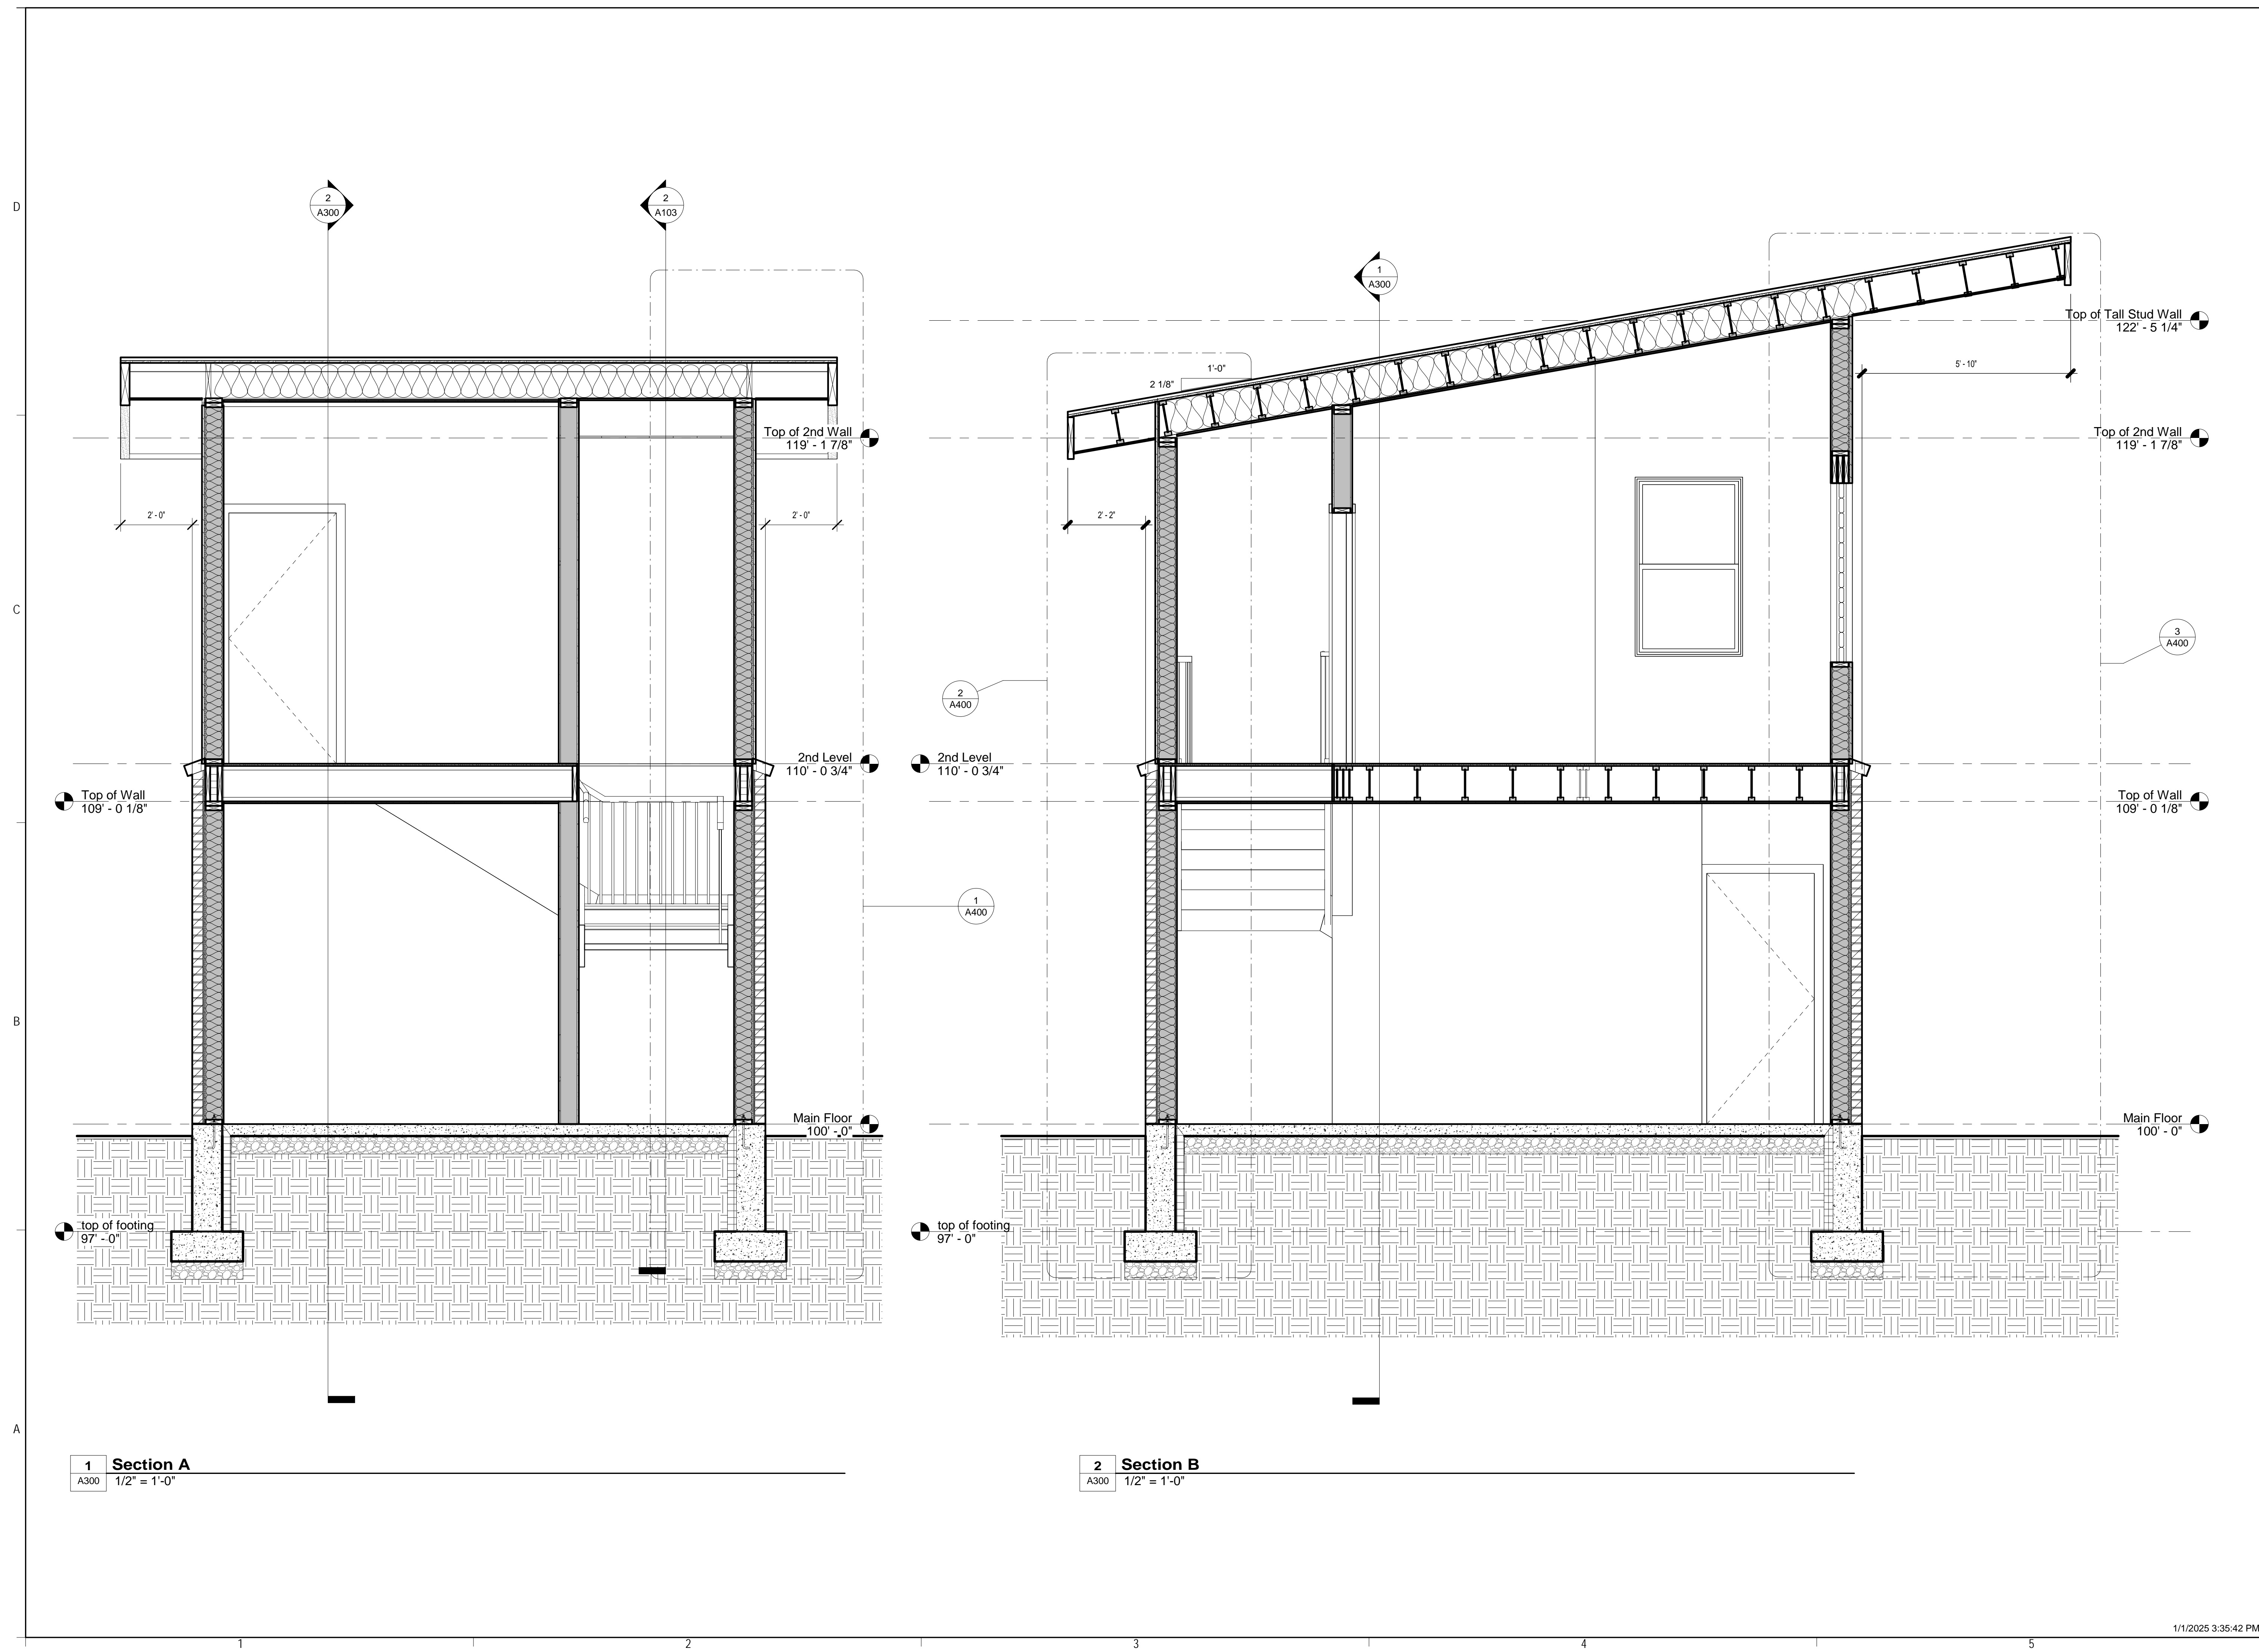 D
C
B
A
2
A300
2
A103
Top of 2nd Wall
119' - 1 7/8"
2' - 0"
2' - 0"
2nd Level
110' - 0 3/4"
Top of Wall
109' - 0 1/8"
1
A400
Main Floor
100' - 0"
top of footing
97' - 0"
1
A300
Section A
1/2" = 1'-0"
1
A300
Top of Tall Stud Wall
122' - 5 1/4"
5' - 10"
1'-0"
2 1/8"
Top of 2nd Wall
119' - 1 7/8"
2' - 2"
3
A400
2
A400
2nd Level
110' - 0 3/4"
Top of Wall
109' - 0 1/8"
Main Floor
100' - 0"
top of footing
97' - 0"
2
A300
Section B
1/2" = 1'-0"
1/1/2025 3:35:42 PM
1
2
3
4
5